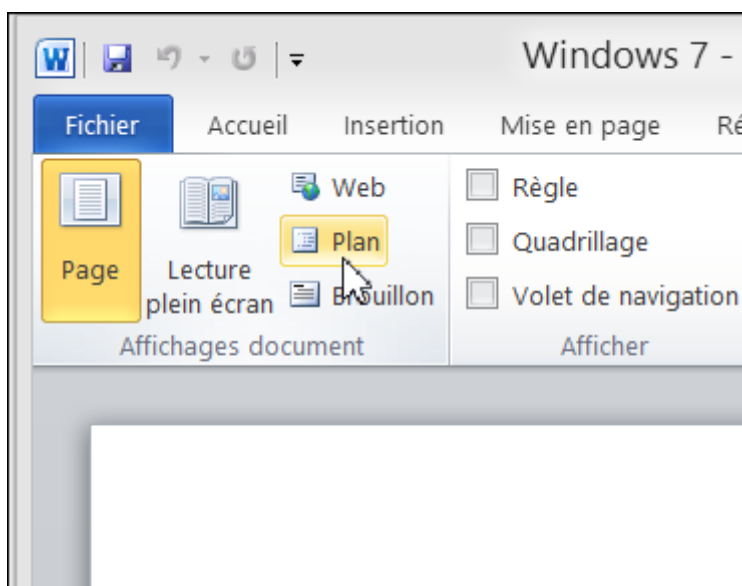 W
Windows 7 -
Fichier Accueil Insertion Mise en page Ré
Page
Lecture
plein écran
Web
Plan
Brouillon
Règle
Quadrillage
Volet de navigation
Affichages document
Afficher